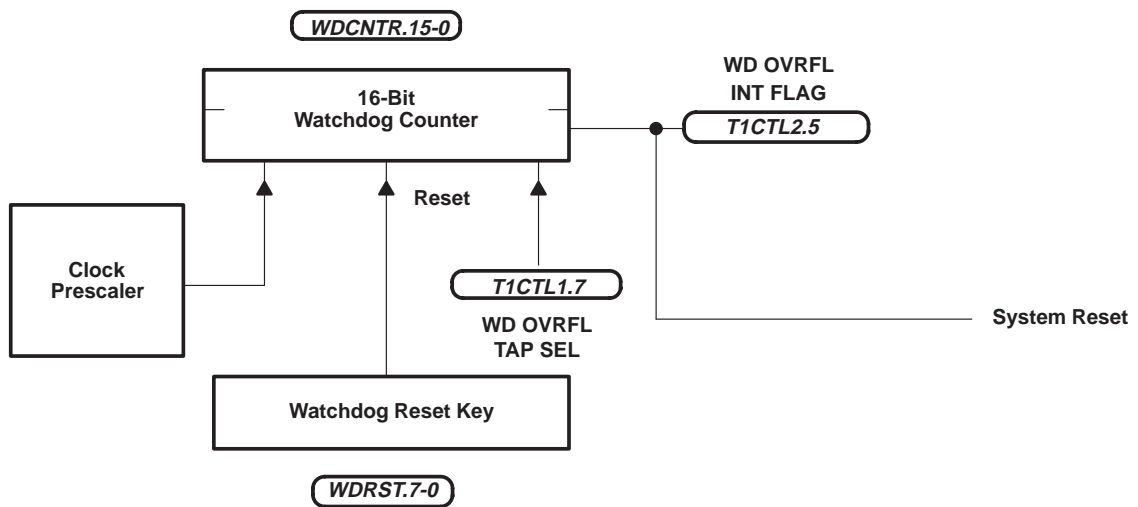 WDCNTR.15-0
16-Bit
Watchdog Counter
WD OVRFL
INT FLAG
T1CTL2.5
Reset
Clock
Prescaler
T1CTL1.7
WD OVRFL
TAP SEL
System Reset
Watchdog Reset Key
WDRST.7-0